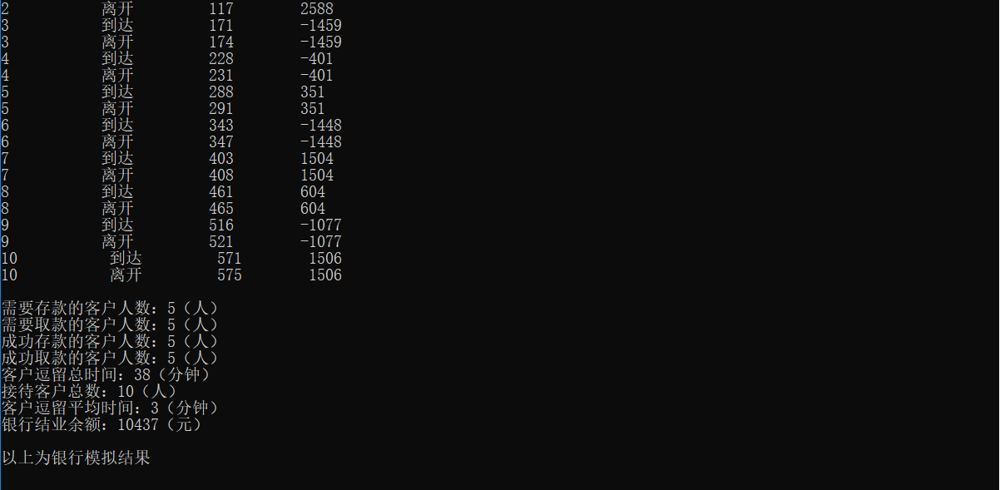 2 离开 117 2588
3 到达 171 -1459
3 离开 174 -1459
4 到达 228 -401
4 离开 231 -401
5 到达 288 351
5 离开 291 351
6 到达 343 -1448
6 离开 347 -1448
7 到达 403 1504
7 离开 408 1504
8 到达 461 604
8 离开 465 604
9 到达 516 -1077
9 离开 521 -1077
10 到达 571 1506
10 离开 575 1506
需要存款的客户人数：5（人）
需要取款的客户人数：5（人）
成功存款的客户人数：5（人）
成功取款的客户人数：5（人）
客户逗留总时间：38（分钟）
接待客户总数：10（人）
客户逗留平均时间：3（分钟）
银行结业余额：10437（元）
以上为银行模拟结果